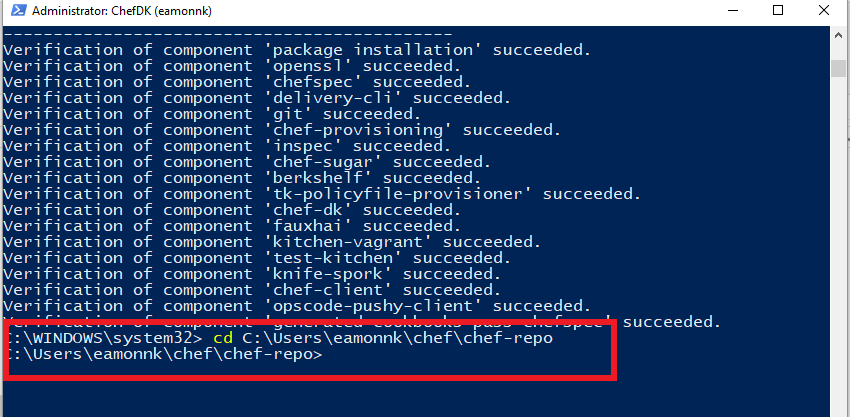 Administrator: ChefDK (eamonnk)
---------------------------------------------
Verification of component 'package installation' succeeded.
Verification of component 'openssl' succeeded.
Verification of component 'chefspec' succeeded.
Verification of component 'delivery-cli' succeeded.
Verification of component 'git' succeeded.
Verification of component 'chef-provisioning' succeeded.
Verification of component 'inspec' succeeded.
Verification of component 'chef-sugar' succeeded.
Verification of component 'berkshelf' succeeded.
Verification of component 'tk-policyfile-provisioner' succeeded.
Verification of component 'chef-dk' succeeded.
Verification of component 'fauxhai' succeeded.
Verification of component 'kitchen-vagrant' succeeded.
Verification of component 'test-kitchen' succeeded.
Verification of component 'knife-spork' succeeded.
Verification of component 'chef-client' succeeded.
Verification of component 'opscode-pushy-client' succeeded.
Verification of component 'generated-cookbooks-pass-chefspec' succeeded.
C:\WINDOWS\system32> cd C:\Users\eamonnk\chef\chef-repo
C:\Users\eamonnk\chef\chef-repo>